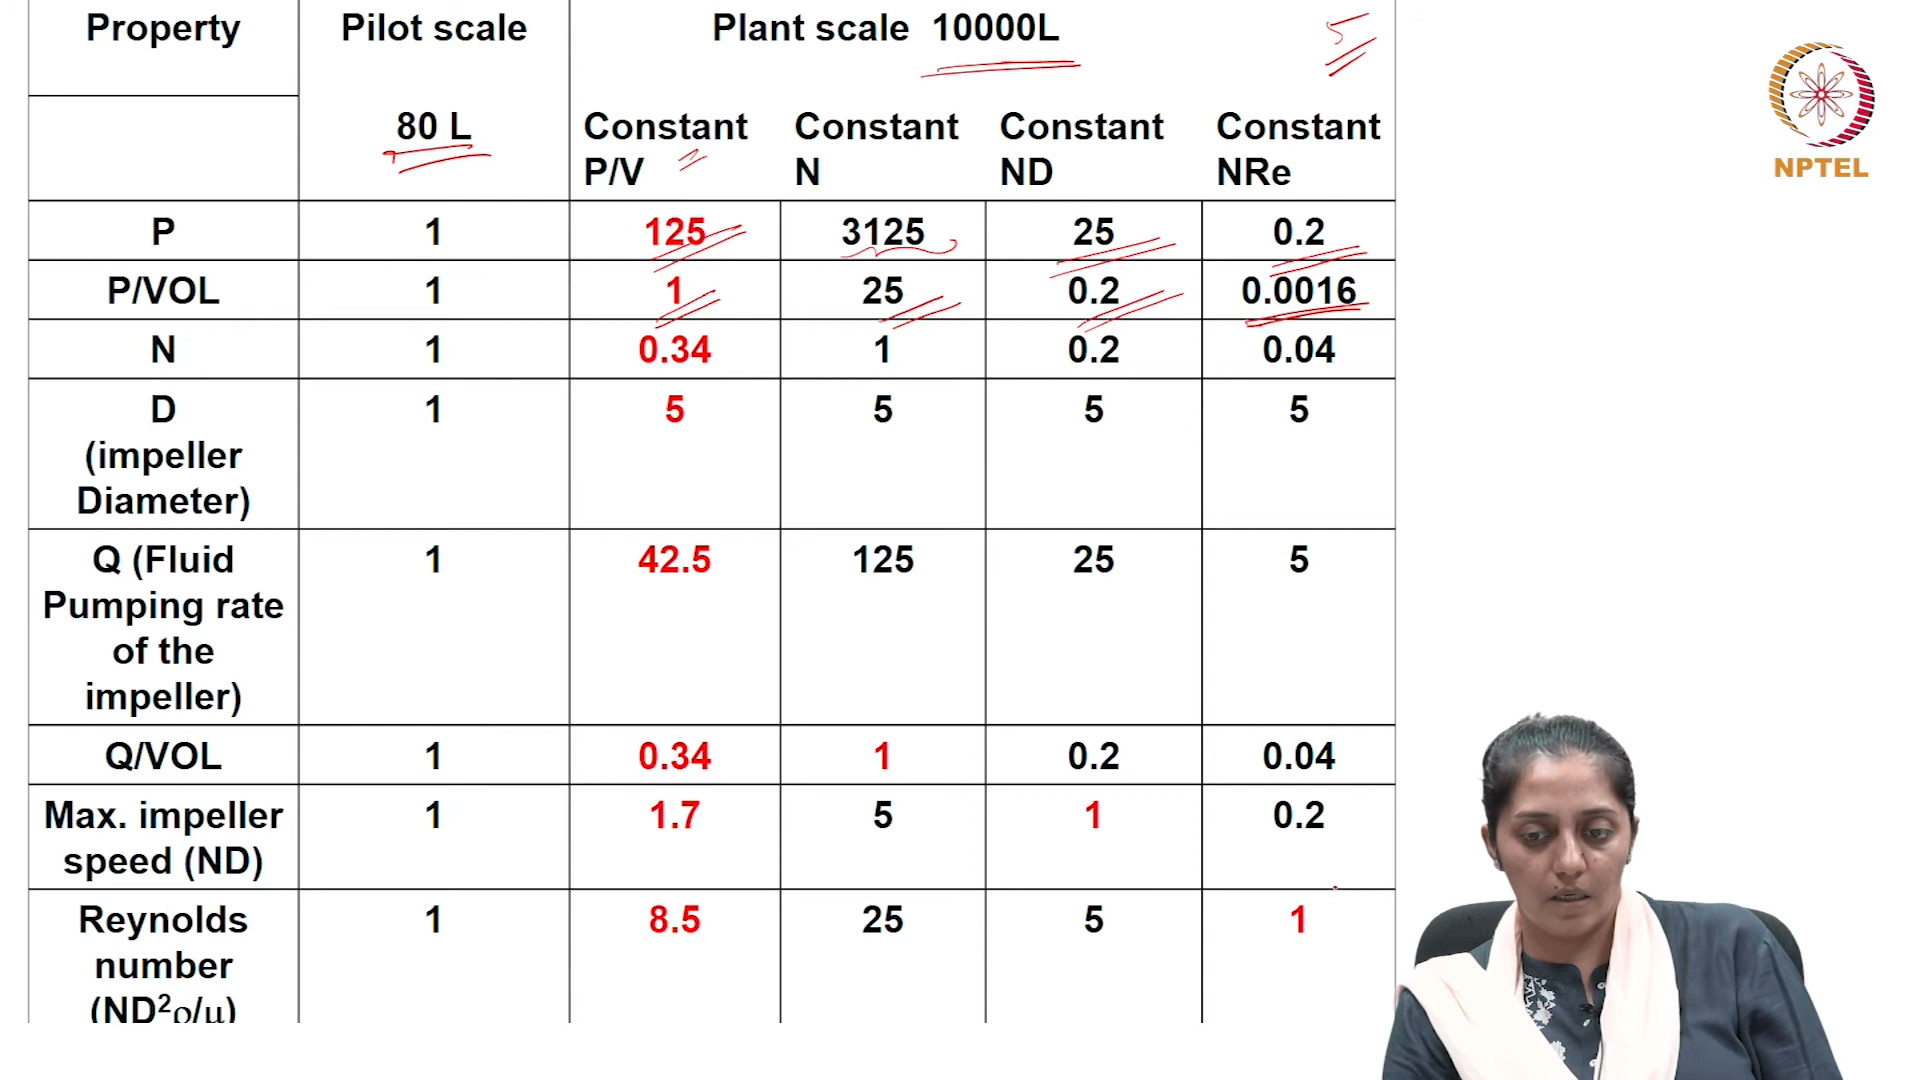 Property Pilot scale Plant scale 10000L 5
80 L Constant P/V Constant N Constant ND Constant NRe
P 1 125 3125 25 0.2
P/VOL 1 1 25 0.2 0.0016
N 1 0.34 1 0.2 0.04
D (impeller Diameter) 1 5 5 5 5
Q (Fluid Pumping rate of the impeller) 1 42.5 125 25 5
Q/VOL 1 0.34 1 0.2 0.04
Max. impeller speed (ND) 1 1.7 5 1 0.2
Reynolds number (ND²ρ/μ) 1 8.5 25 5 1
NPTEL